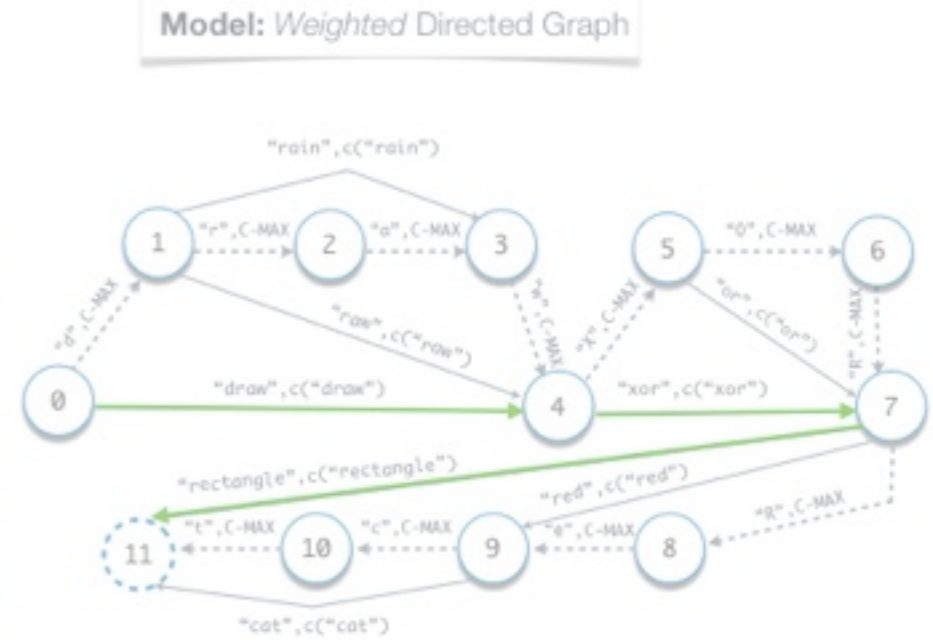 Model: Weighted Directed Graph
"rain",c("rain")
1
"r",C-MAX
2
"a",C-MAX
3
5
"O",C-MAX
6
"d",C-MAX
"raw",c("raw")
"w",C-MAX
"X",C-MAX
"or",c("or")
"R",C-MAX
0
"draw",c("draw")
4
"xor",c("xor")
7
"rectangle",c("rectangle")
"red",c("red")
"R",C-MAX
11
"t",C-MAX
10
"c",C-MAX
9
"e",C-MAX
8
"cat",c("cat")